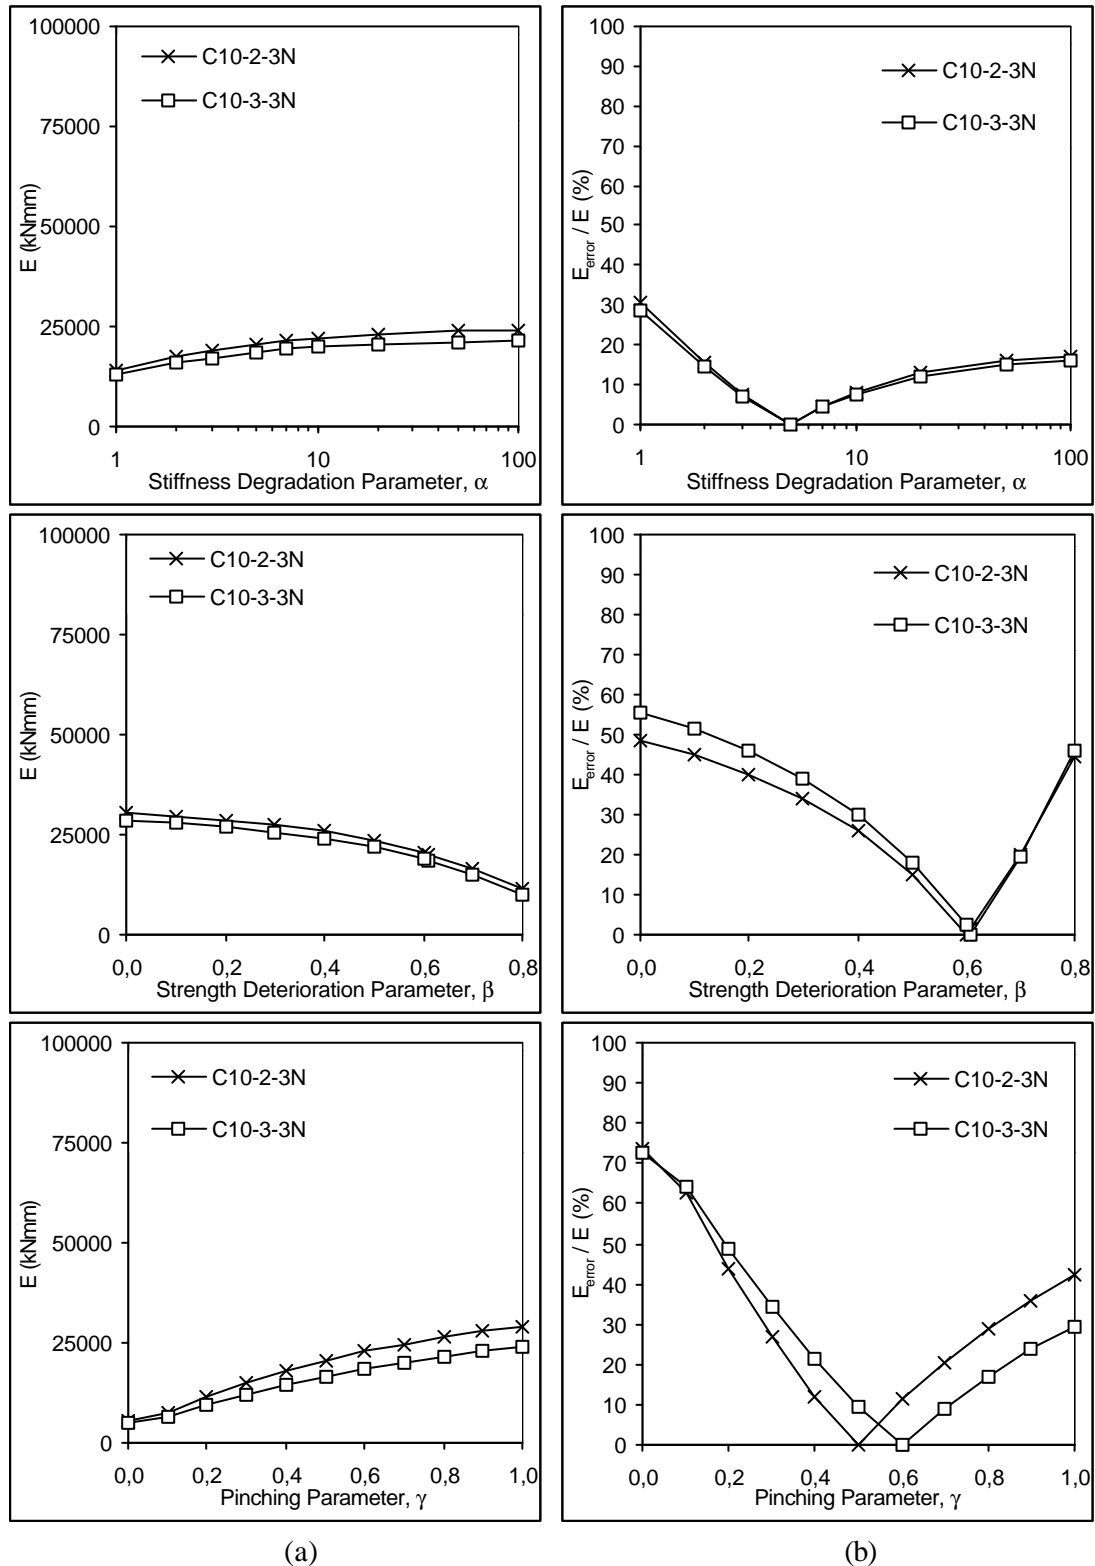 100000
75000
50000
25000
0
E (kNmm)
C10-2-3N
C10-3-3N
1 10 100
Stiffness Degradation Parameter, α
100
90
80
70
60
50
40
30
20
10
0
E_error / E (%)
C10-2-3N
C10-3-3N
1 10 100
Stiffness Degradation Parameter, α
100000
75000
50000
25000
0
E (kNmm)
C10-2-3N
C10-3-3N
0,0 0,2 0,4 0,6 0,8
Strength Deterioration Parameter, β
100
90
80
70
60
50
40
30
20
10
0
E_error / E (%)
C10-2-3N
C10-3-3N
0,0 0,2 0,4 0,6 0,8
Strength Deterioration Parameter, β
100000
75000
50000
25000
0
E (kNmm)
C10-2-3N
C10-3-3N
0,0 0,2 0,4 0,6 0,8 1,0
Pinching Parameter, γ
100
90
80
70
60
50
40
30
20
10
0
E_error / E (%)
C10-2-3N
C10-3-3N
0,0 0,2 0,4 0,6 0,8 1,0
Pinching Parameter, γ
(a) (b)